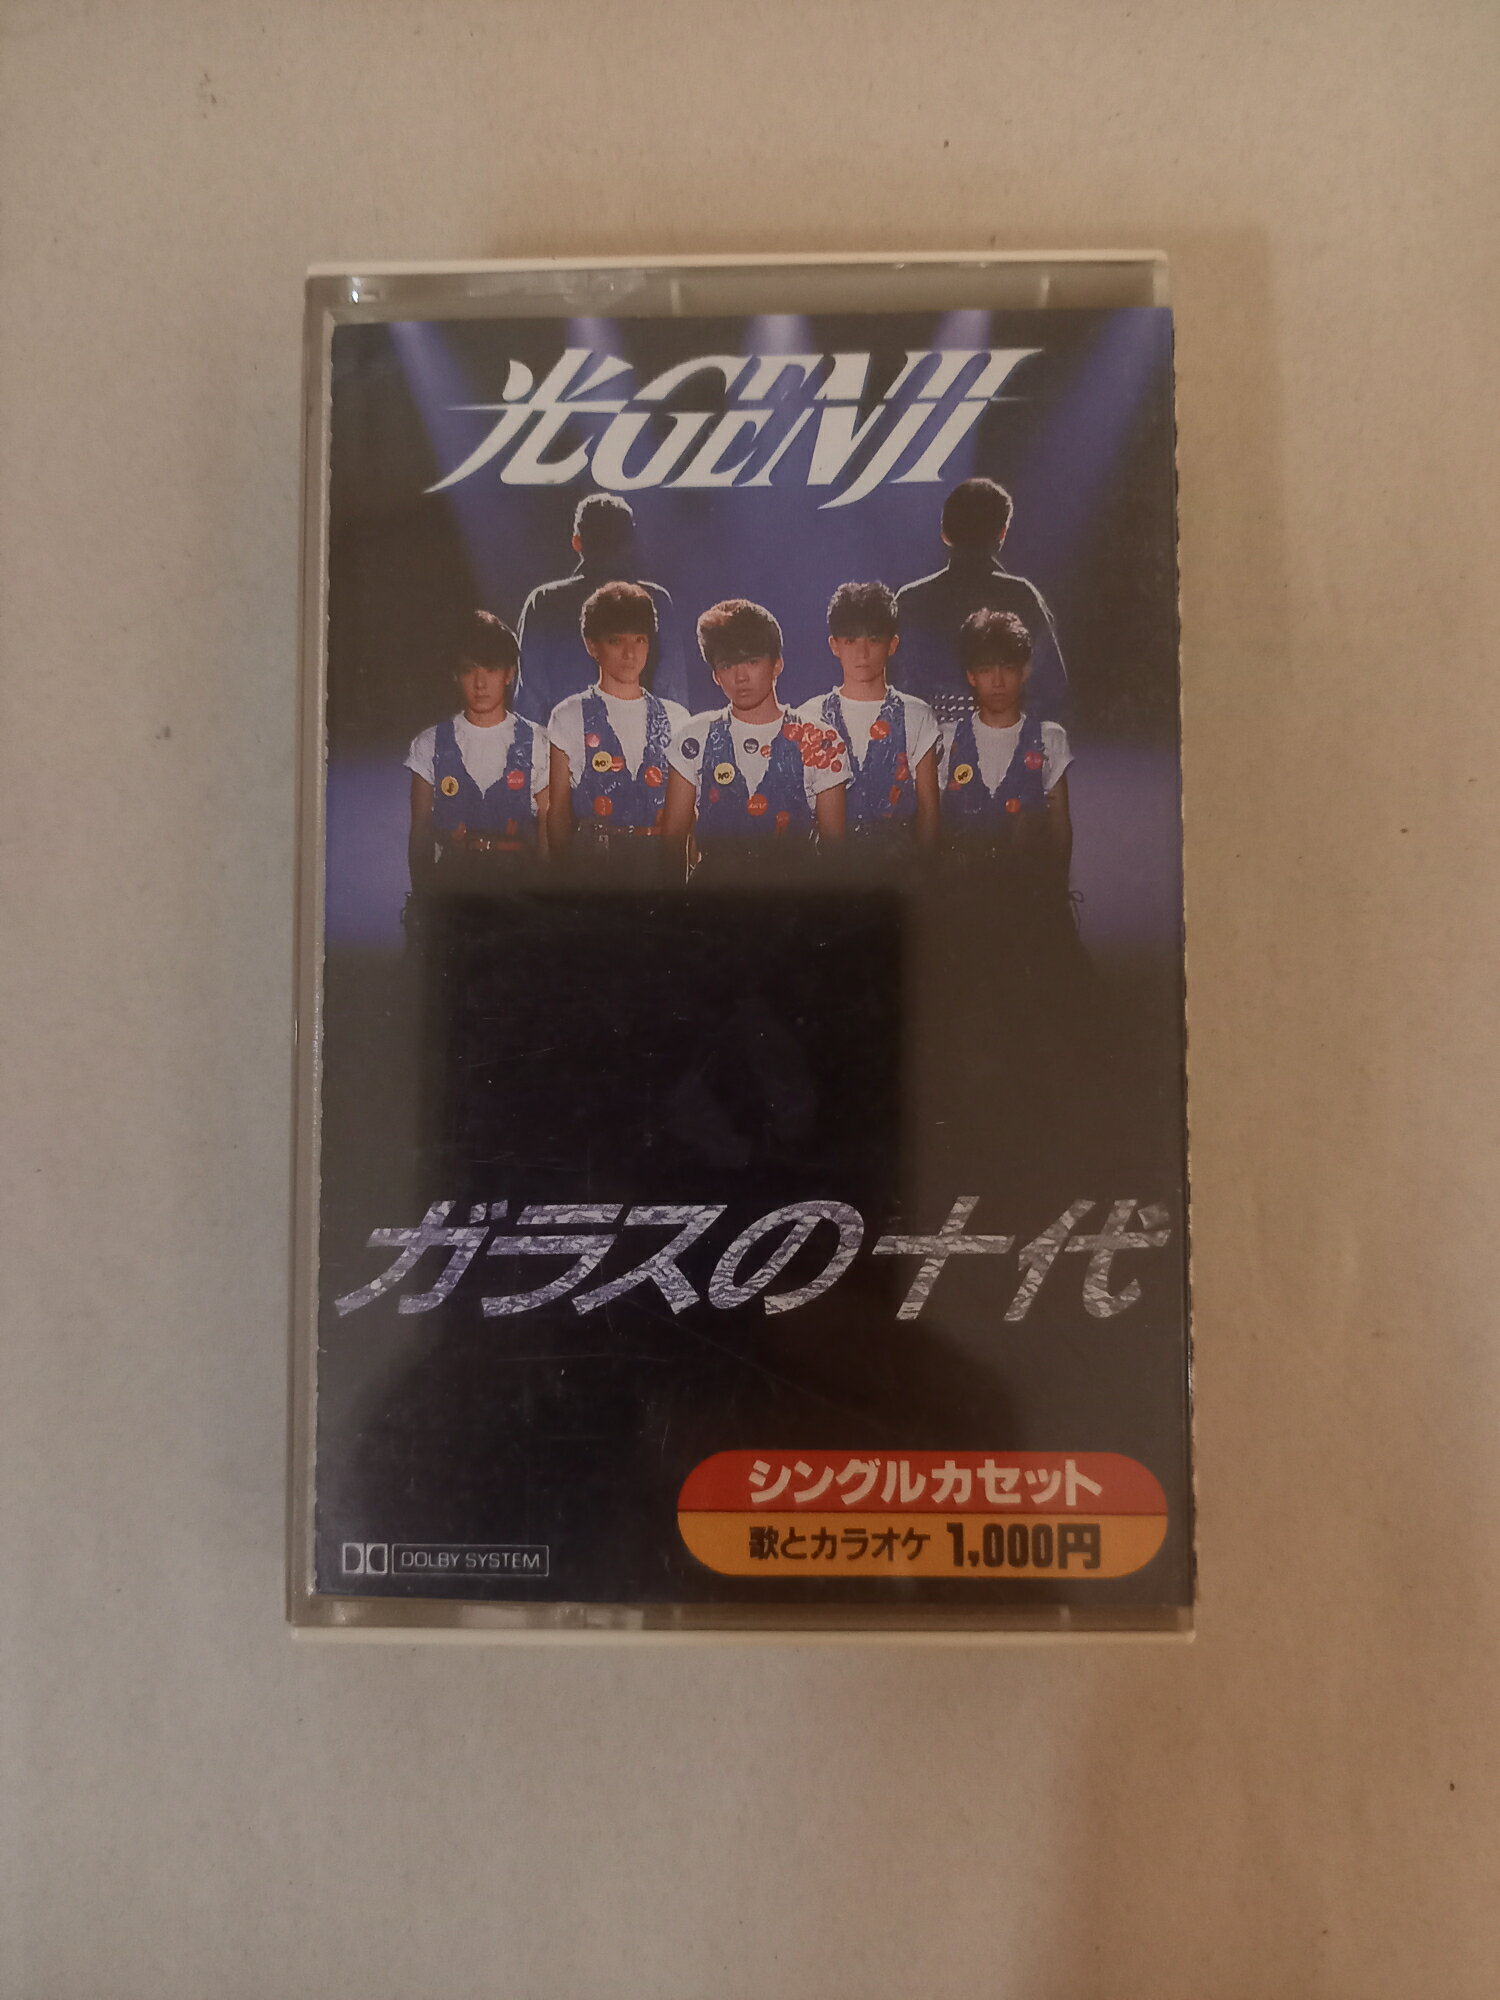 光GENJI
ガラスの十代
シングルカセット
歌とカラオケ 1,000円
DOLBY SYSTEM